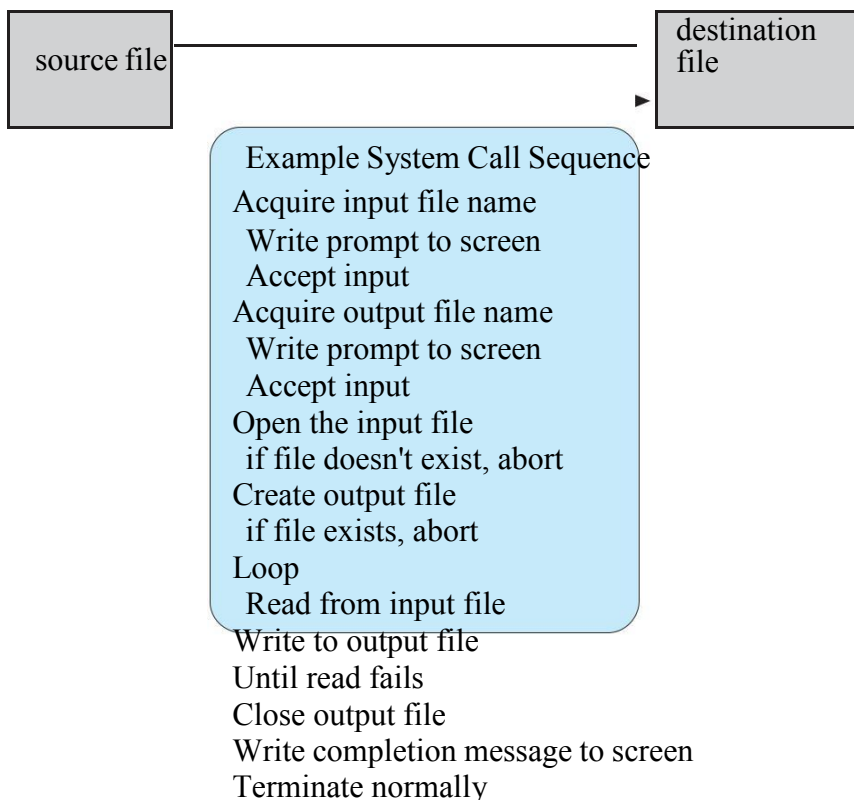 source file
destination
file
Example System Call Sequence
Acquire input file name
Write prompt to screen
Accept input
Acquire output file name
Write prompt to screen
Accept input
Open the input file
if file doesn't exist, abort
Create output file
if file exists, abort
Loop
Read from input file
Write to output file
Until read fails
Close output file
Write completion message to screen
Terminate normally